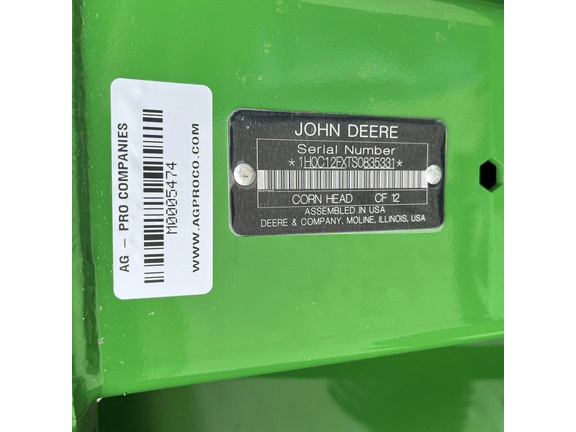 AG - PRO COMPANIES
M0005474
WWW.AGPROCO.COM
JOHN DEERE
Serial Number
*1H0C12FXTS0835331*
CORN HEAD CF 12
ASSEMBLED IN USA
DEERE & COMPANY, MOLINE, ILLINOIS, USA